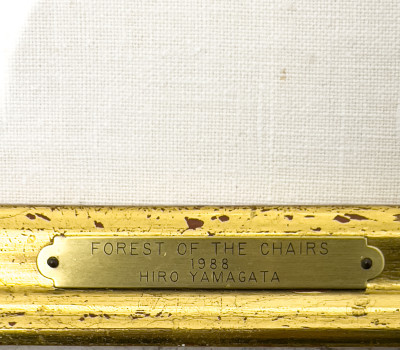 FOREST OF THE CHAIRS
1988
HIRO YAMAGATA